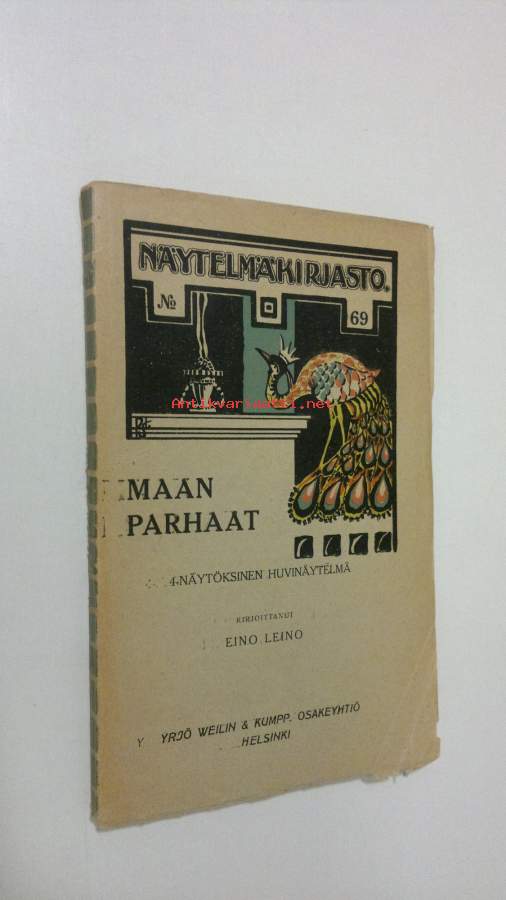 NÄYTELMÄKIRJASTO.
№ 69
Antikvariaatti.net
MAAN
PARHAAT
4-NÄYTÖKSINEN HUVINÄYTELMÄ
KIRJOITTANUT
EINO LEINO
Y YRJÖ WEILIN & KUMPP. OSAKEYHTIÖ
HELSINKI